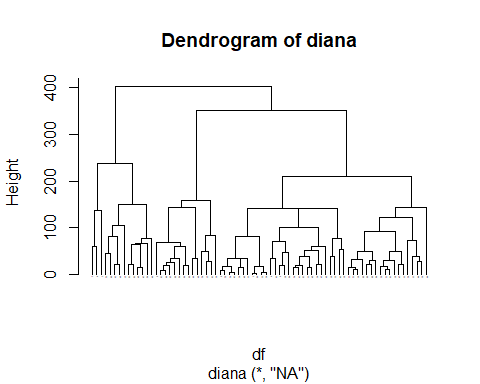 Dendrogram of diana
Height
400
300
200
100
0
df
diana (*, "NA")